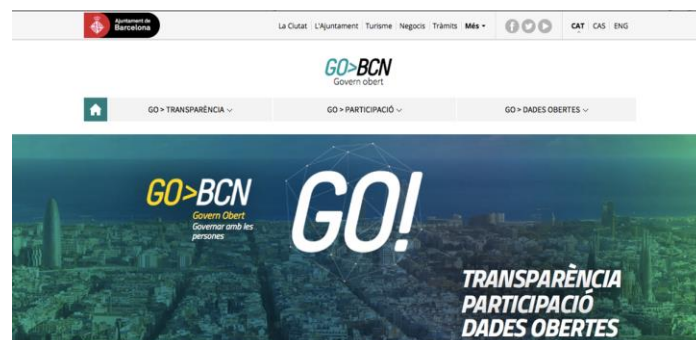 Ajuntament de
Barcelona
La Ciutat | L'Ajuntament | Turisme | Negocis | Tràmits | Més
CAT | CAS | ENG
GO>BCN
Govern obert
GO > TRANSPARÈNCIA
GO > PARTICIPACIÓ
GO > DADES OBERTES
GO>BCN
Govern Obert
Governar amb les
persones
GO!
TRANSPARÈNCIA
PARTICIPACIÓ
DADES OBERTES